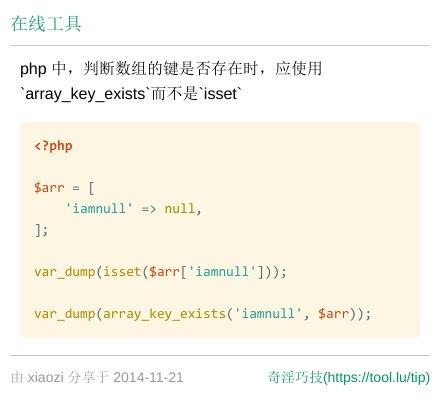 在线工具
php 中，判断数组的键是否存在时，应使用
`array_key_exists`而不是`isset`
<?php
$arr = [
    'iamnull' => null,
];
var_dump(isset($arr['iamnull']));
var_dump(array_key_exists('iamnull', $arr));
由 xiaozi 分享于 2014-11-21
奇淫巧技(https://tool.lu/tip)